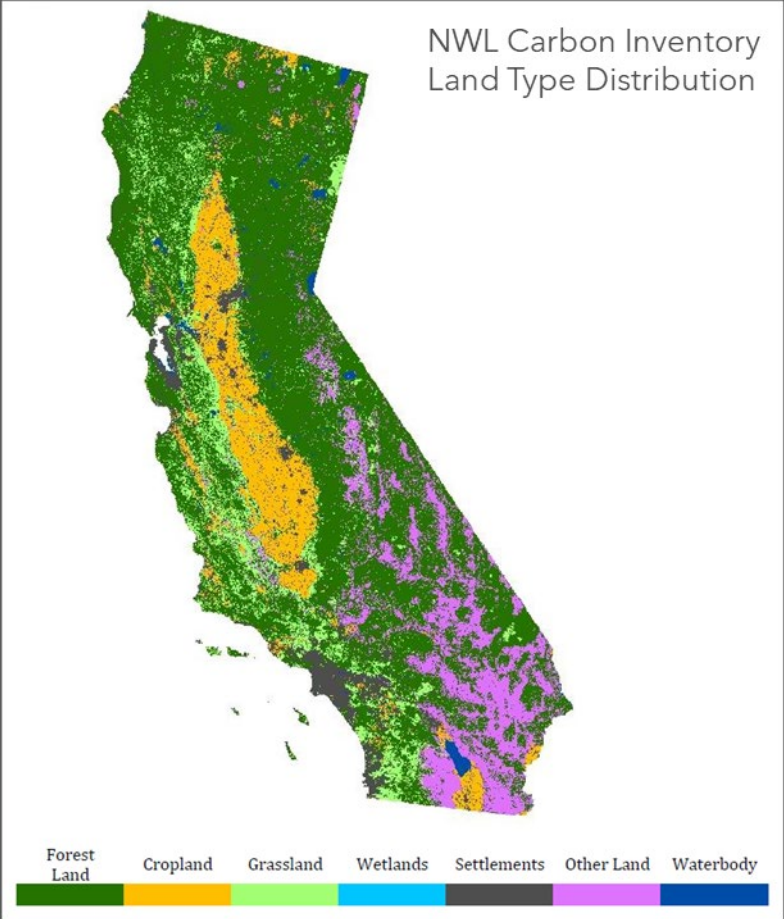 NWL Carbon Inventory
Land Type Distribution
Forest
Land
Cropland
Grassland
Wetlands
Settlements
Other Land
Waterbody